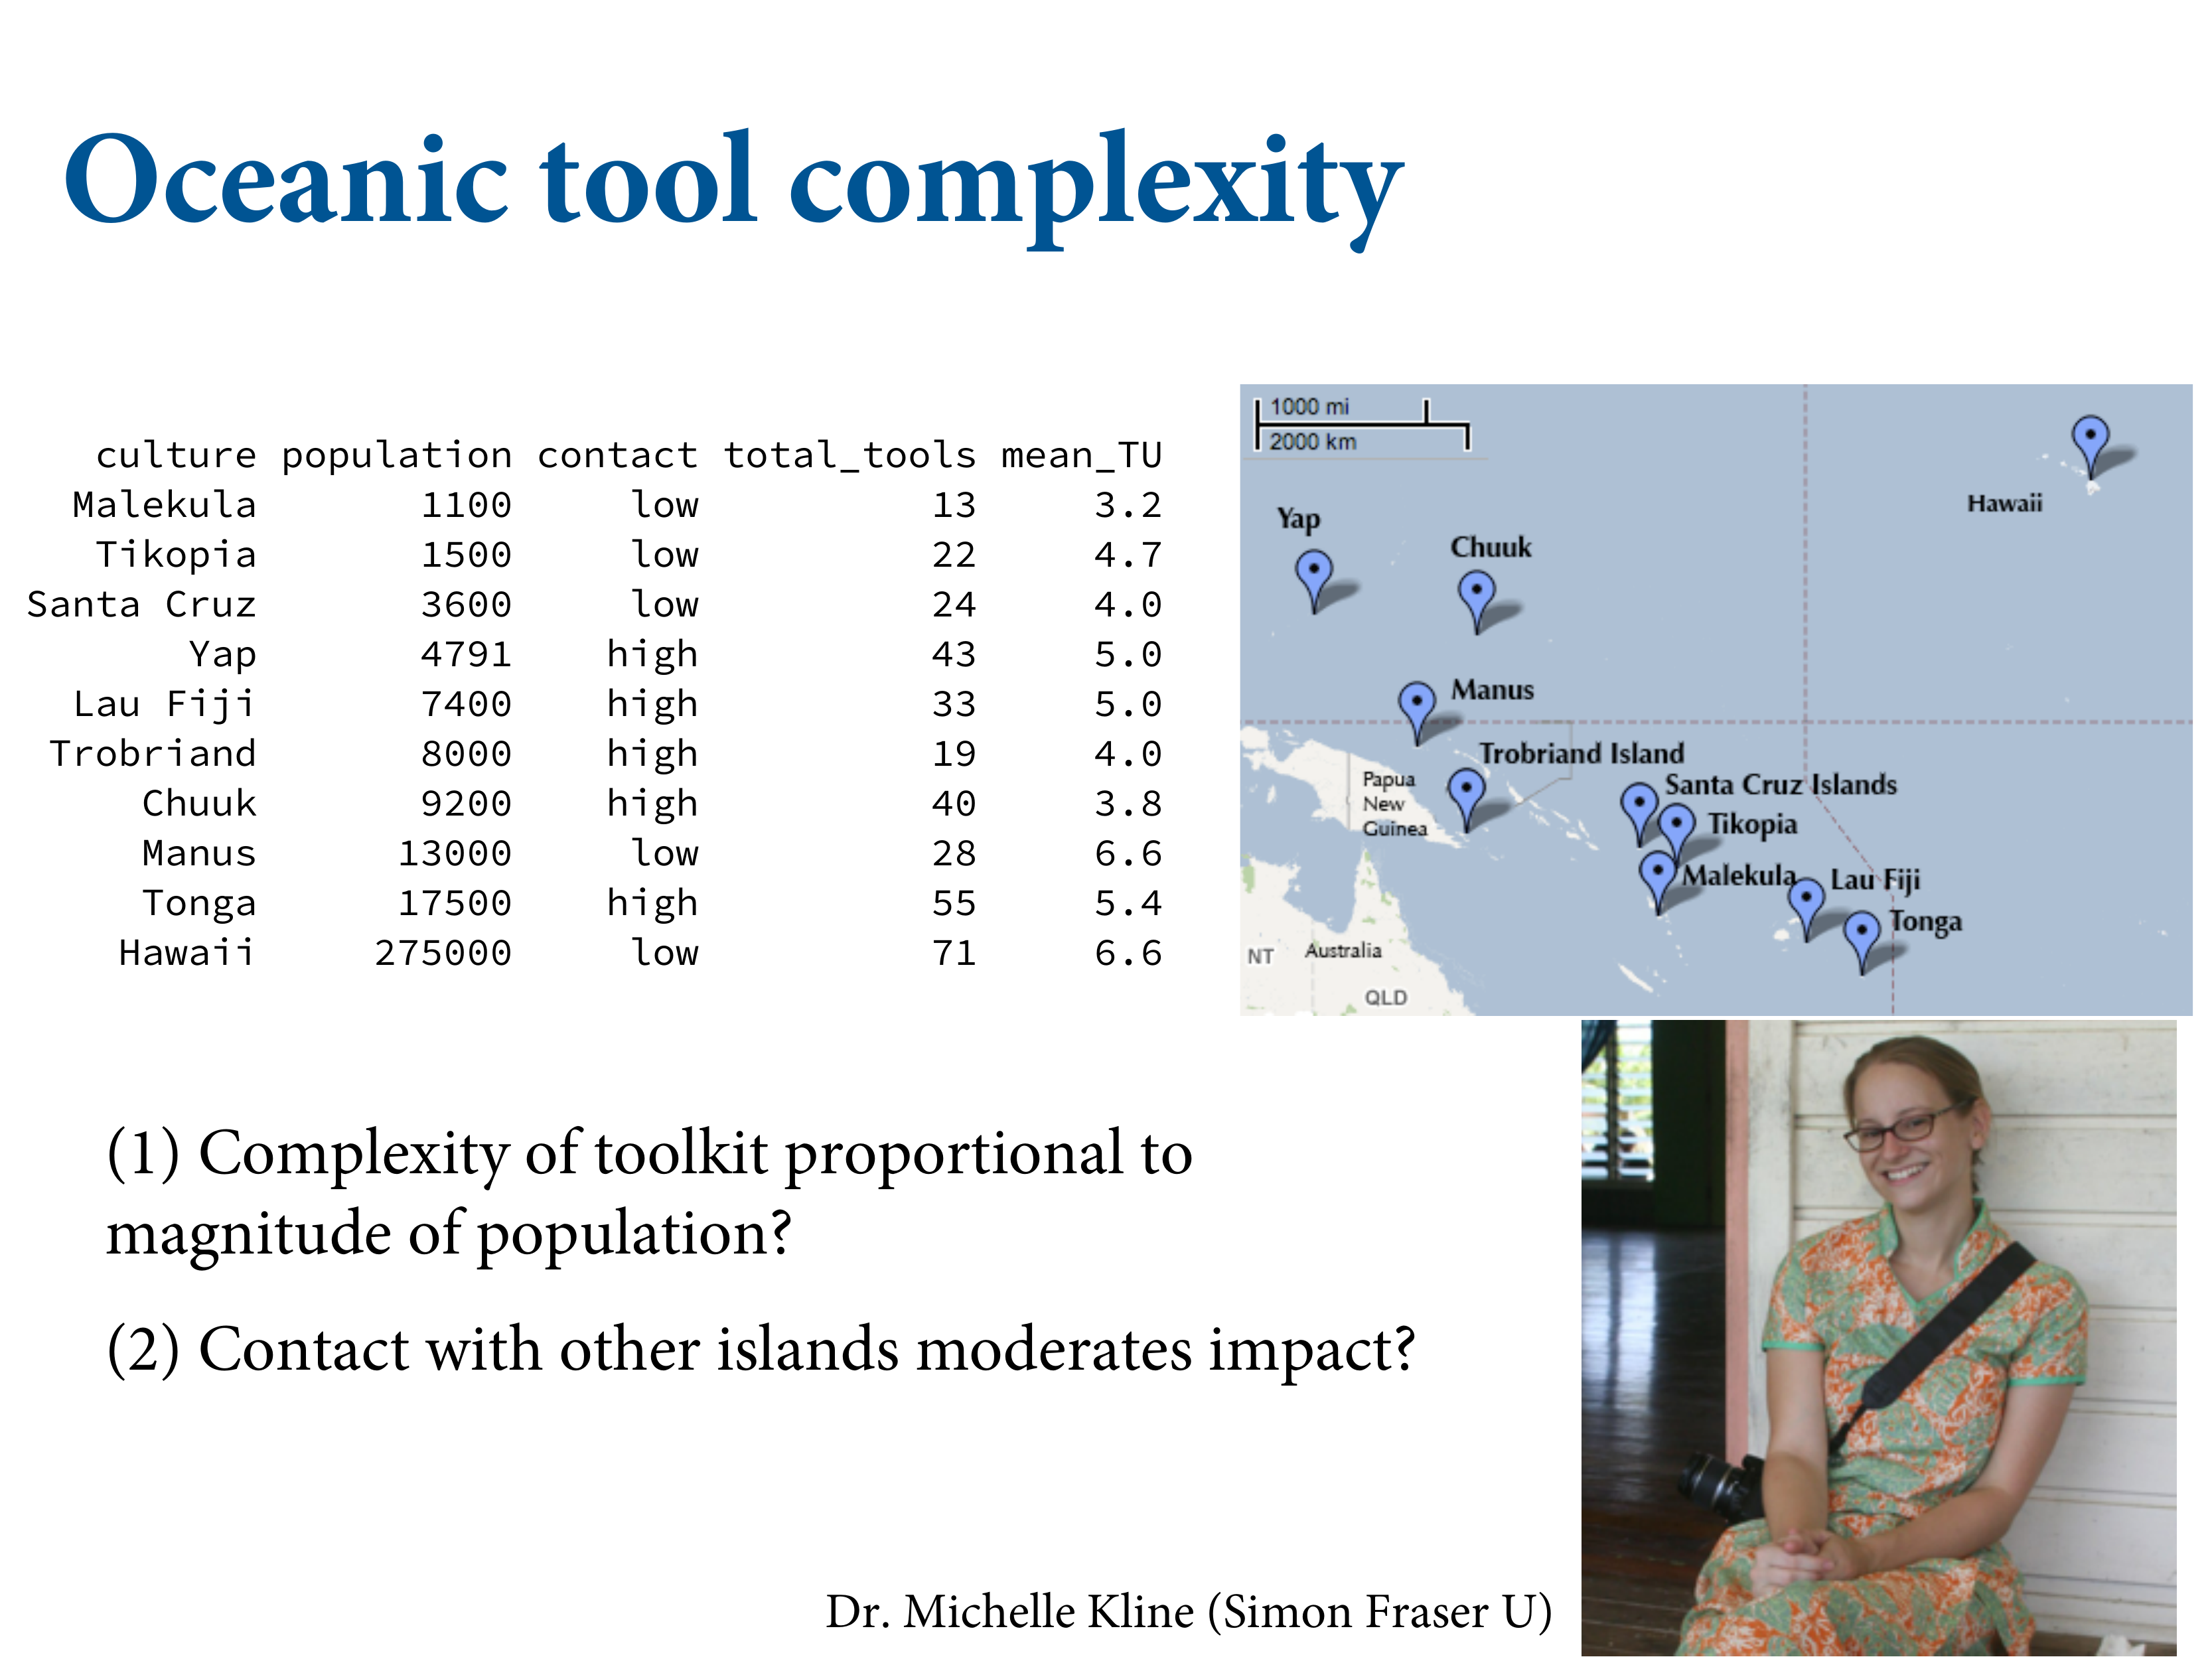 Oceanic tool complexity
culture population contact total_tools mean_TU
Malekula 1100 low 13 3.2
Tikopia 1500 low 22 4.7
Santa Cruz 3600 low 24 4.0
Yap 4791 high 43 5.0
Lau Fiji 7400 high 33 5.0
Trobriand 8000 high 19 4.0
Chuuk 9200 high 40 3.8
Manus 13000 low 28 6.6
Tonga 17500 high 55 5.4
Hawaii 275000 low 71 6.6
1000 mi
2000 km
Hawaii
Yap
Chuuk
Manus
Trobriand Island
Papua
New
Guinea
Santa Cruz Islands
Tikopia
Malekula
Lau Fiji
Tonga
NT
Australia
QLD
(1) Complexity of toolkit proportional to
magnitude of population?
(2) Contact with other islands moderates impact?
Dr. Michelle Kline (Simon Fraser U)